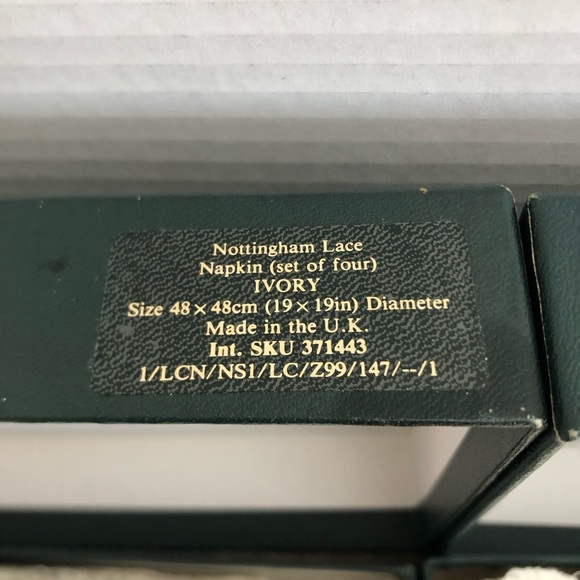 Nottingham Lace
Napkin (set of four)
IVORY
Size 48 × 48cm (19 × 19in) Diameter
Made in the U.K.
Int. SKU 371443
1/LCN/NS1/LC/Z99/147/--/1